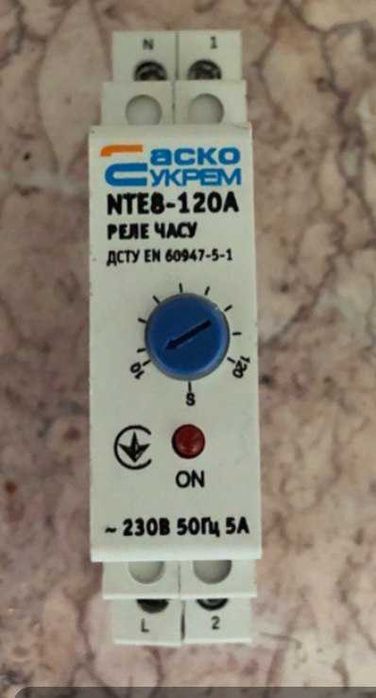 N 1
аско
УКРЕМ
NTE8-120A
РЕЛЕ ЧАСУ
ДСТУ EN 60947-5-1
10 120
S
ON
~ 230В 50Гц 5А
L 2